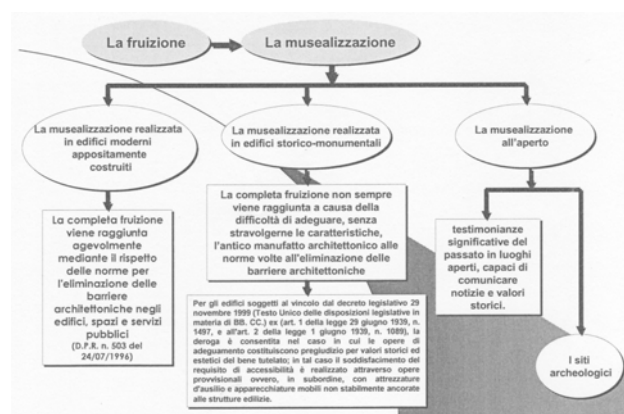 La fruizione
La musealizzazione
La musealizzazione realizzata
in edifici moderni
appositamente
costruiti
La musealizzazione realizzata
in edifici storico-monumentali
La musealizzazione
all'aperto
La completa fruizione
viene raggiunta
agevolmente
mediante il rispetto
delle norme per
l'eliminazione delle
barriere
architettoniche negli
edifici, spazi e servizi
pubblici
(D.P.R. n. 503 del
24/07/1996)
La completa fruizione non sempre
viene raggiunta a causa della
difficoltà di adeguare, senza
stravolgerne le caratteristiche,
l'antico manufatto architettonico alle
norme volte all'eliminazione delle
barriere architettoniche
Per gli edifici soggetti al vincolo dal decreto legislativo 29
novembre 1999 (Testo Unico delle disposizioni legislative in
materia di BB. CC.) ex (art. 1 della legge 29 giugno 1939, n.
1497, e all'art. 2 della legge 1 giugno 1939, n. 1089), la
deroga è consentita nel caso in cui le opere di
adeguamento costituiscono pregiudizio per valori storici ed
estetici del bene tutelato; in tal caso il soddisfacimento del
requisito di accessibilità è realizzato attraverso opere
provvisionali ovvero, in subordine, con attrezzature
d'ausilio e apparecchiature mobili non stabilmente ancorate
alle strutture edilizie.
testimonianze
significative del
passato in luoghi
aperti, capaci di
comunicare
notizie e valori
storici.
I siti
archeologici